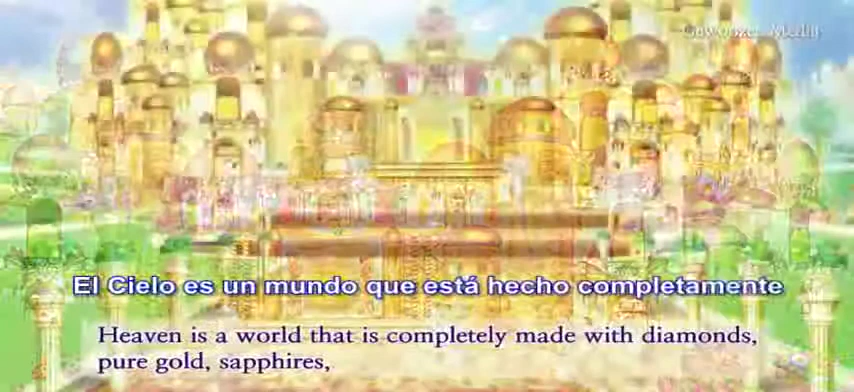 El Cielo es un mundo que está hecho completamente
Heaven is a world that is completely made with diamonds,
pure gold, sapphires,